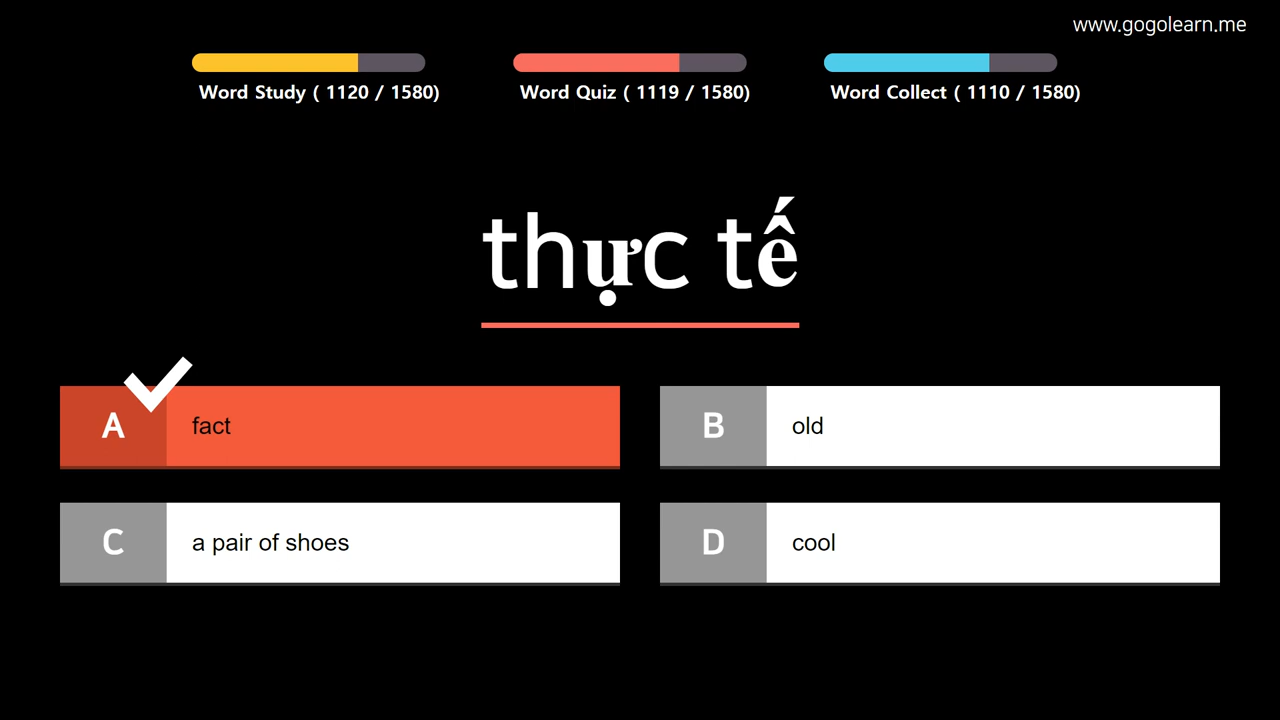 www.gogolearn.me
Word Study ( 1120 / 1580)
Word Quiz ( 1119 / 1580)
Word Collect ( 1110 / 1580)
thực tế
A fact
B old
C a pair of shoes
D cool